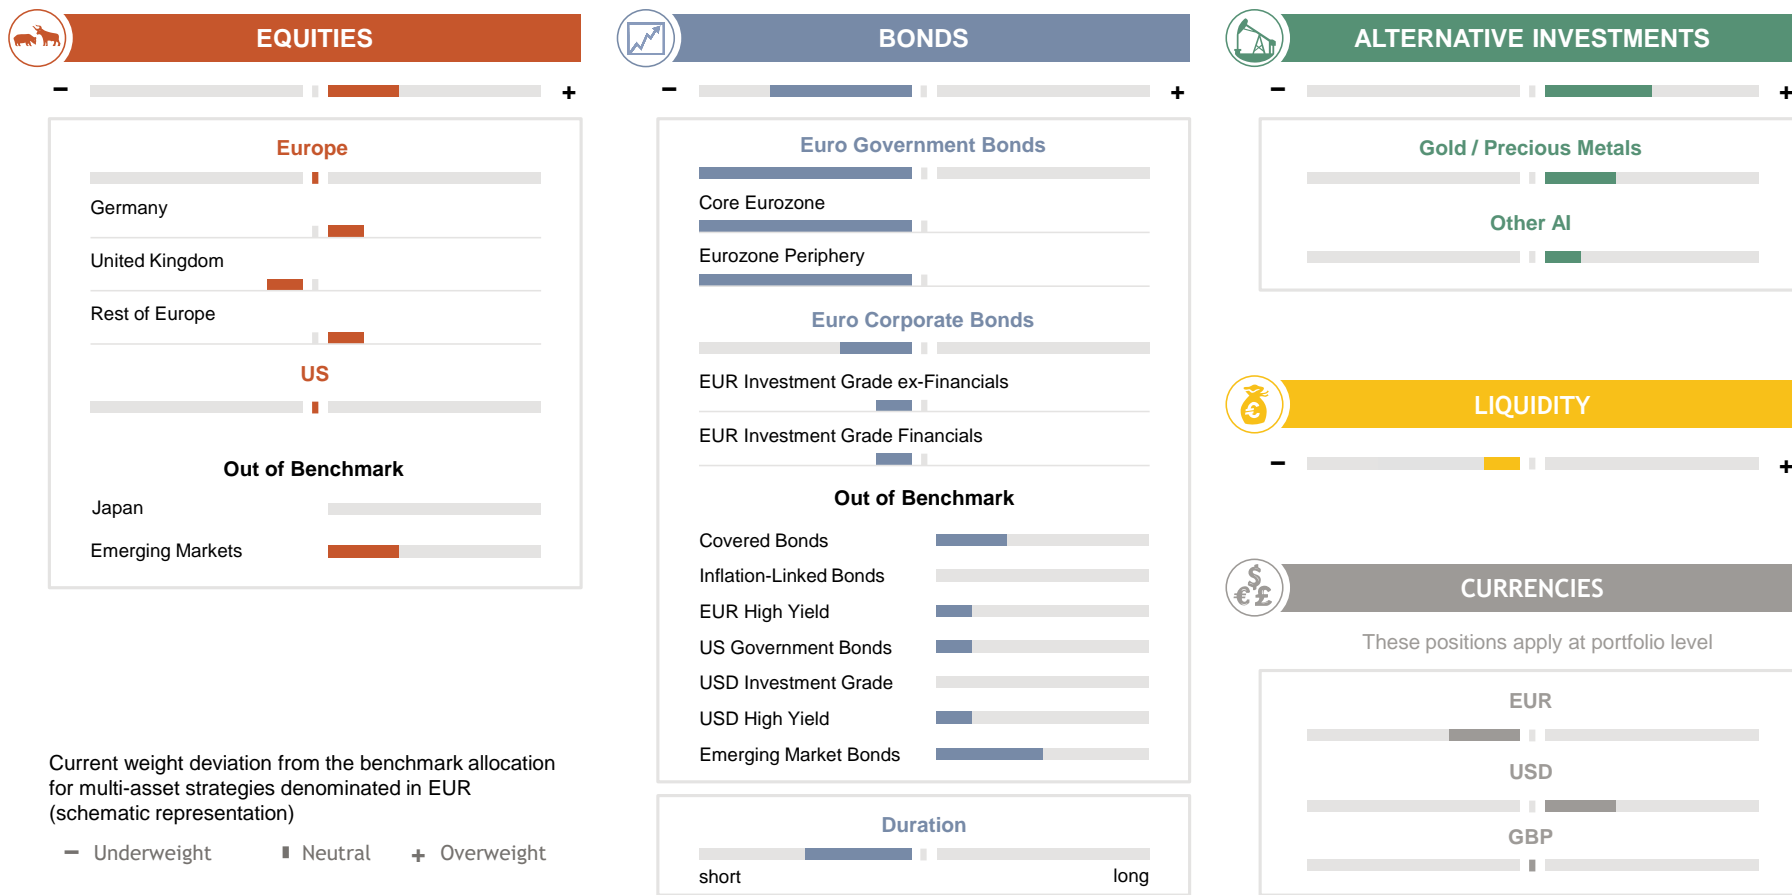 EQUITIES
− +
Europe
Germany
United Kingdom
Rest of Europe
US
Out of Benchmark
Japan
Emerging Markets
Current weight deviation from the benchmark allocation
for multi-asset strategies denominated in EUR
(schematic representation)
− Underweight Neutral + Overweight
BONDS
− +
Euro Government Bonds
Core Eurozone
Eurozone Periphery
Euro Corporate Bonds
EUR Investment Grade ex-Financials
EUR Investment Grade Financials
Out of Benchmark
Covered Bonds
Inflation-Linked Bonds
EUR High Yield
US Government Bonds
USD Investment Grade
USD High Yield
Emerging Market Bonds
Duration
short long
ALTERNATIVE INVESTMENTS
− +
Gold / Precious Metals
Other AI
€
LIQUIDITY
− +
$
€£
CURRENCIES
These positions apply at portfolio level
EUR
USD
GBP